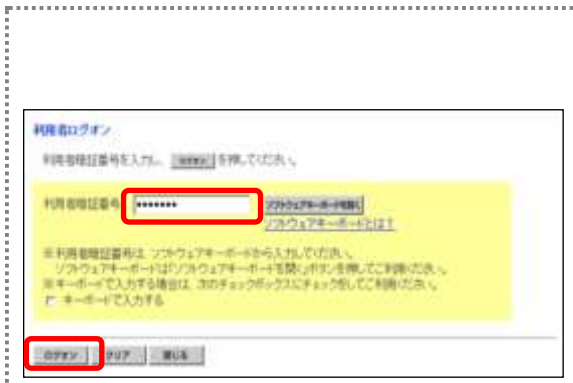 利用者ログオン
利用者暗証番号を入力し、 ログオン を押してください。
利用者暗証番号 ******* ソフトウェアキーボードを開く
ソフトウェアキーボードとは？
※利用者暗証番号は、ソフトウェアキーボードから入力してください。
ソフトウェアキーボードは「ソフトウェアキーボードを開く」ボタンを押してご利用ください。
※キーボードで入力する場合は、次のチェックボックスにチェックをしてご利用ください。
キーボードで入力する
ログオン クリア 閉じる